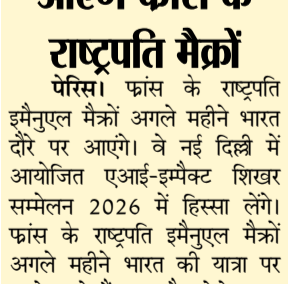 राष्ट्रपति मैक्रों
पेरिस। फ्रांस के राष्ट्रपति
इमैनुएल मैक्रों अगले महीने भारत
दौरे पर आएंगे। वे नई दिल्ली में
आयोजित एआई-इम्पैक्ट शिखर
सम्मेलन 2026 में हिस्सा लेंगे।
फ्रांस के राष्ट्रपति इमैनुएल मैक्रों
अगले महीने भारत की यात्रा पर